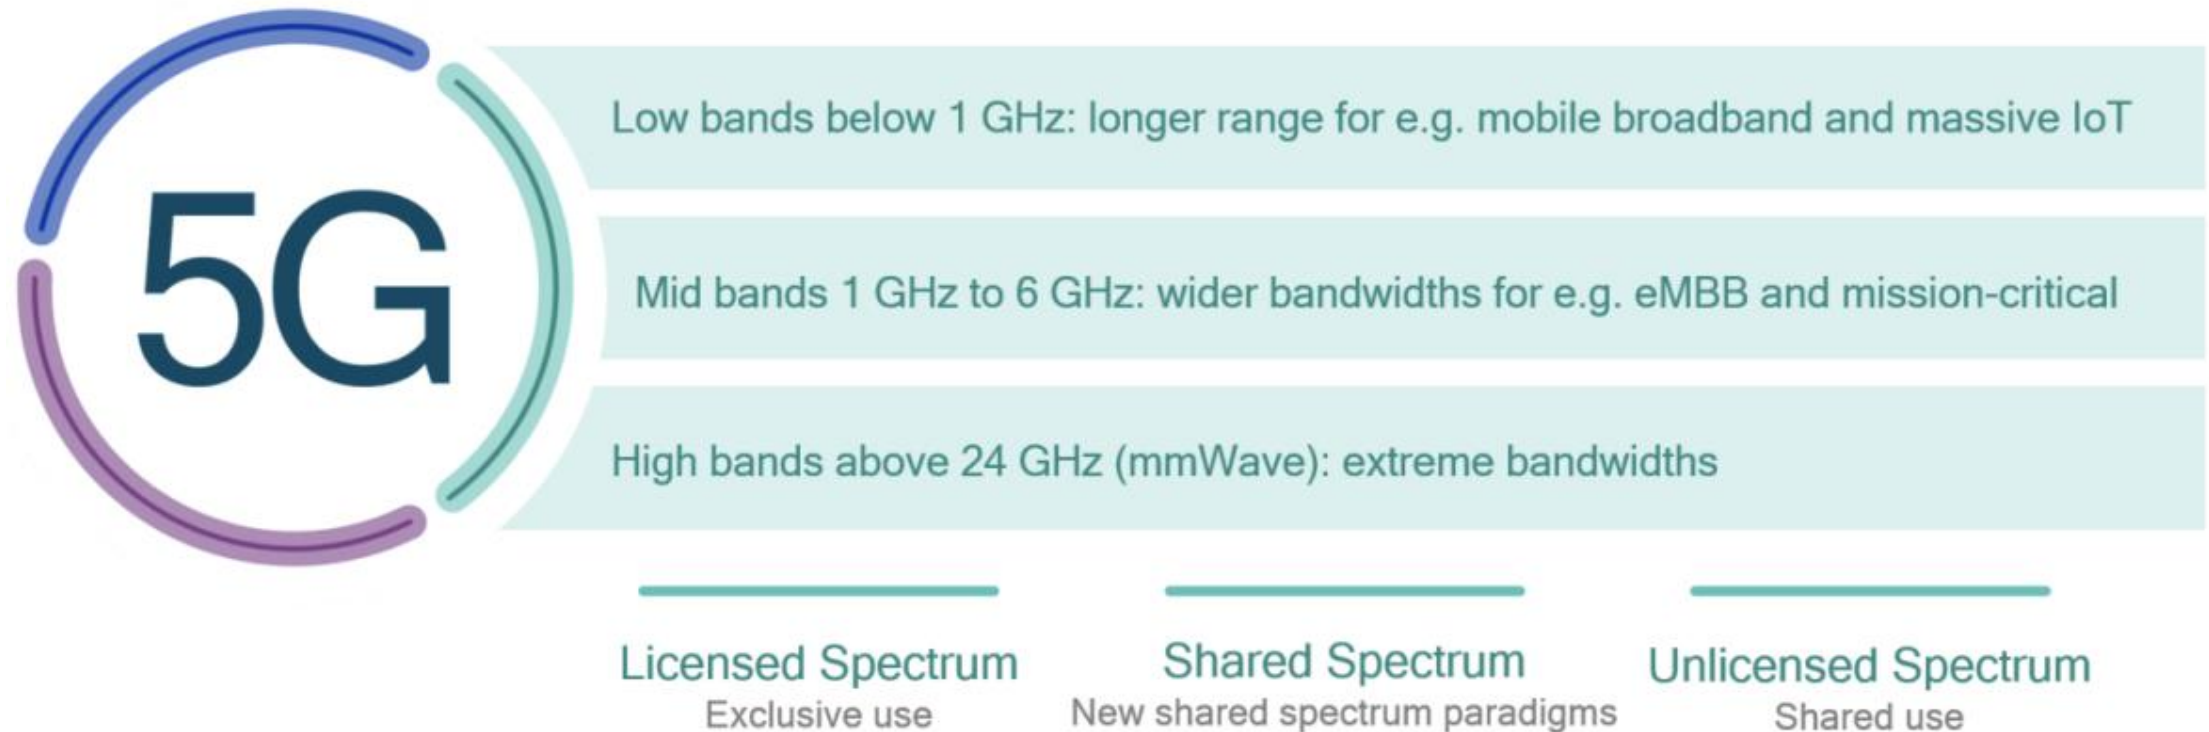 5G
Low bands below 1 GHz: longer range for e.g. mobile broadband and massive IoT
Mid bands 1 GHz to 6 GHz: wider bandwidths for e.g. eMBB and mission-critical
High bands above 24 GHz (mmWave): extreme bandwidths
Licensed Spectrum
Exclusive use
Shared Spectrum
New shared spectrum paradigms
Unlicensed Spectrum
Shared use